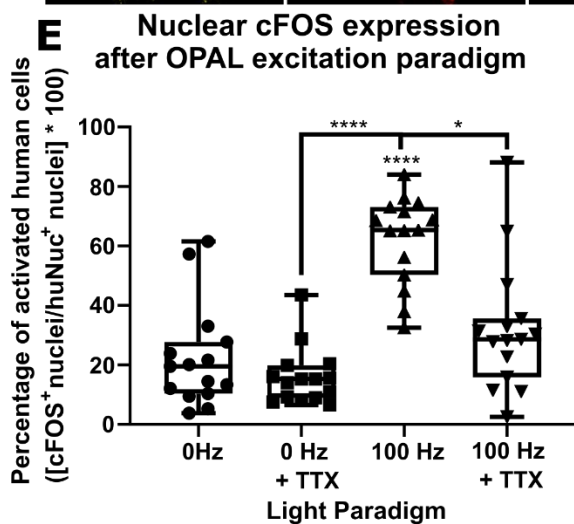 E
Nuclear cFOS expression
after OPAL excitation paradigm
Percentage of activated human cells
([cFOS⁺ nuclei/huNuc⁺ nuclei] * 100)
100
80
60
40
20
0
**** *
****
0Hz 0 Hz 100 Hz 100 Hz
+ TTX + TTX
Light Paradigm